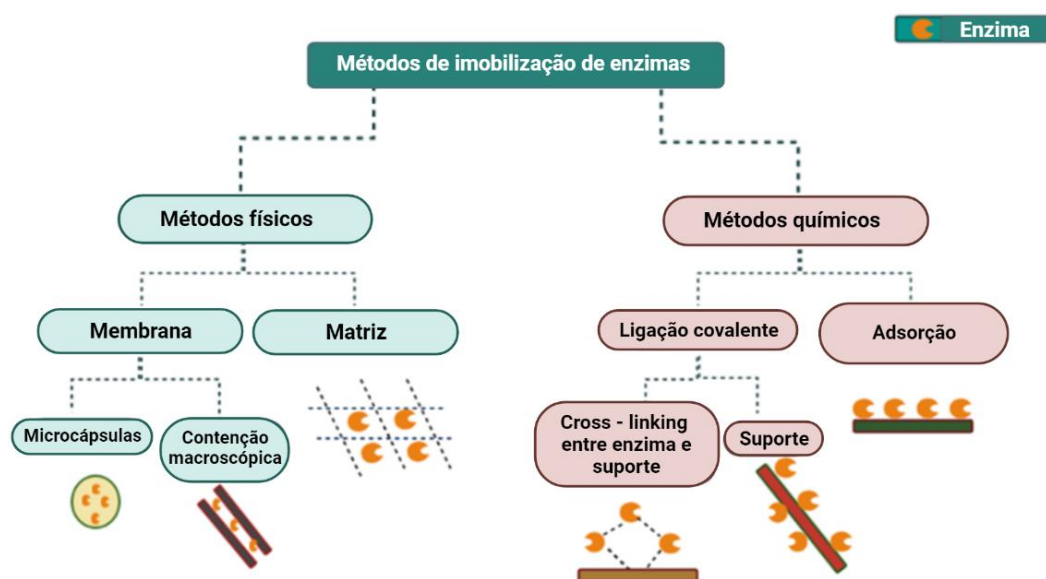 Enzima
Métodos de imobilização de enzimas
Métodos físicos
Métodos químicos
Membrana
Matriz
Ligação covalente
Adsorção
Microcápsulas
Contenção
macroscópica
Cross - linking
entre enzima e
suporte
Suporte